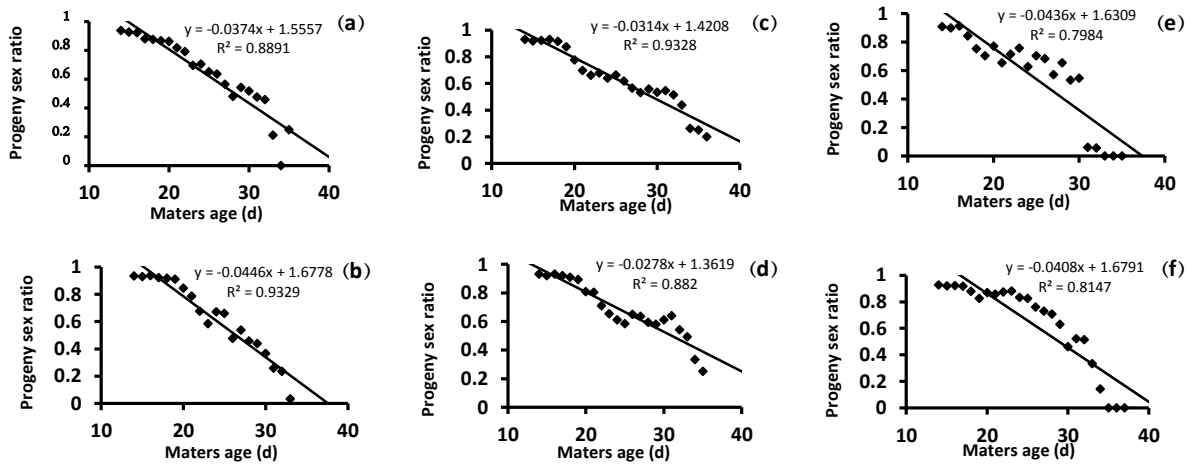 (a)
y = -0.0374x + 1.5557
R² = 0.8891
Progeny sex ratio
1
0.8
0.6
0.4
0.2
0
10 20 30 40
Maters age (d)
(c)
y = -0.0314x + 1.4208
R² = 0.9328
Progeny sex ratio
1
0.8
0.6
0.4
0.2
0
10 20 30 40
Maters age (d)
(e)
y = -0.0436x + 1.6309
R² = 0.7984
Progeny sex ratio
1
0.8
0.6
0.4
0.2
0
10 20 30 40
Maters age (d)
(b)
y = -0.0446x + 1.6778
R² = 0.9329
Progeny sex ratio
1
0.8
0.6
0.4
0.2
0
10 20 30 40
Maters age (d)
(d)
y = -0.0278x + 1.3619
R² = 0.882
Progeny sex ratio
1
0.8
0.6
0.4
0.2
0
10 20 30 40
Maters age (d)
(f)
y = -0.0408x + 1.6791
R² = 0.8147
Progeny sex ratio
1
0.8
0.6
0.4
0.2
0
10 20 30 40
Maters age (d)